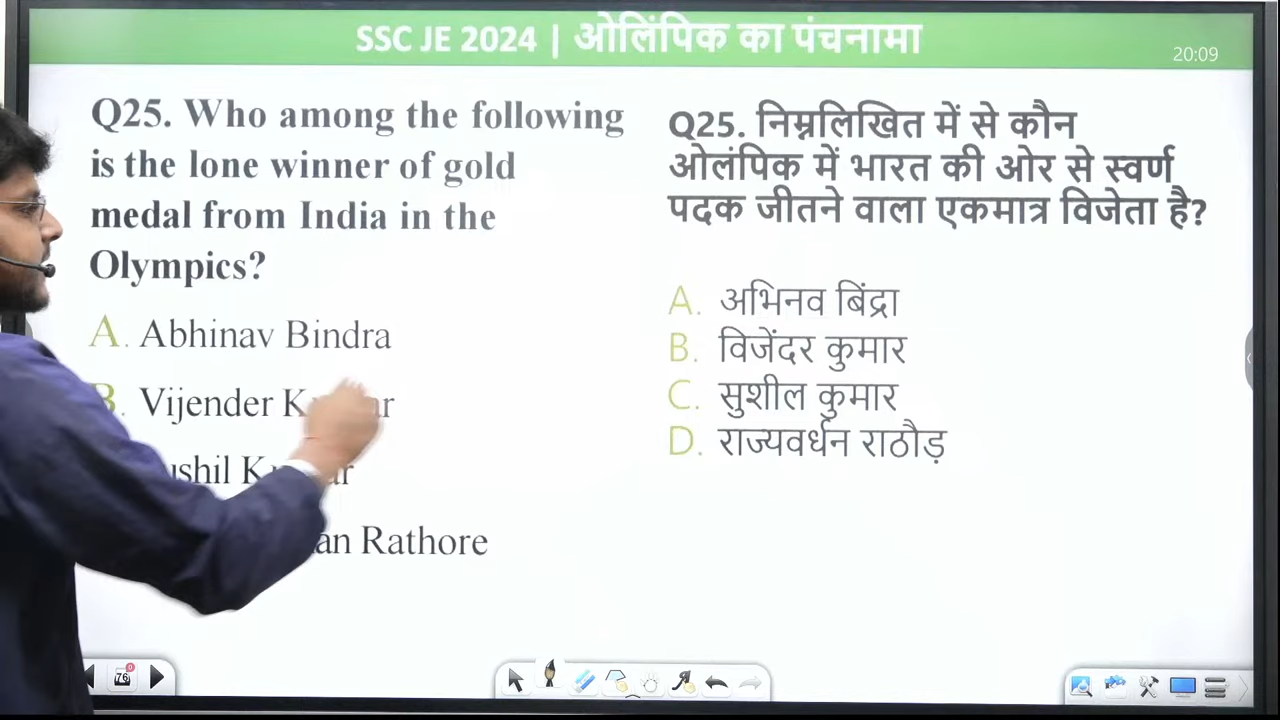 SSC JE 2024 | ओलिंपिक का पंचनामा
20:09
Q25. Who among the following
is the lone winner of gold
medal from India in the
Olympics?
A. Abhinav Bindra
B. Vijender
Rathore
Q25. निम्नलिखित में से कौन
ओलंपिक में भारत की ओर से स्वर्ण
पदक जीतने वाला एकमात्र विजेता है?
A. अभिनव बिंद्रा
B. विजेंदर कुमार
C. सुशील कुमार
D. राज्यवर्धन राठौड़
76